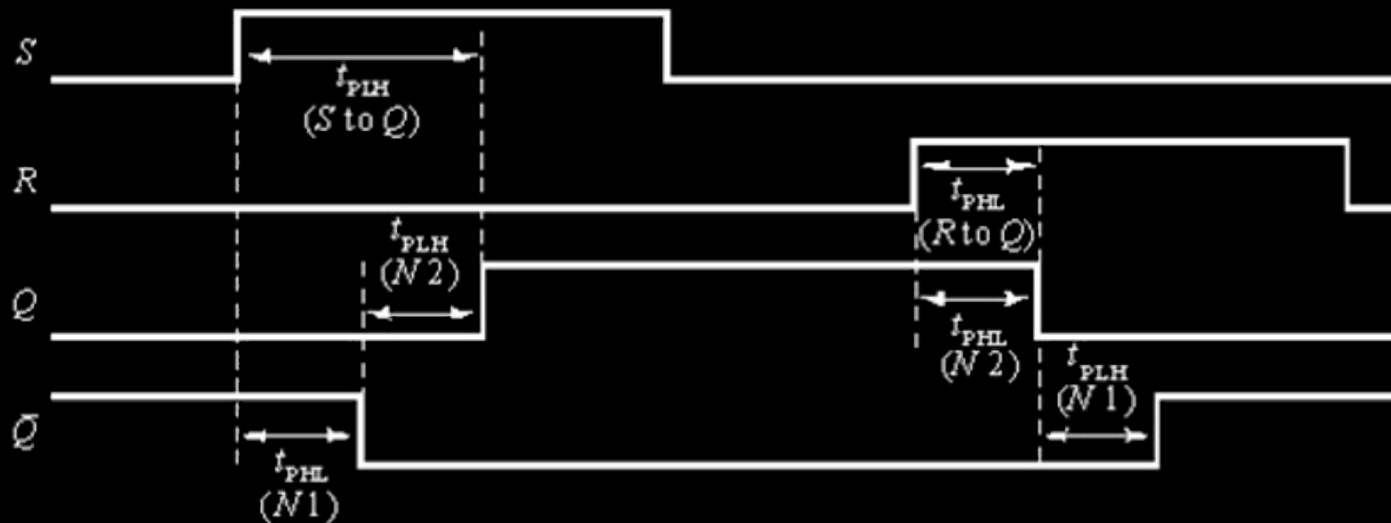 S
t_PLH
(S to Q)
R
t_PHL
(R to Q)
t_PLH
(N2)
Q
t_PHL
(N2)
t_PLH
(N1)
Q̅
t_PHL
(N1)